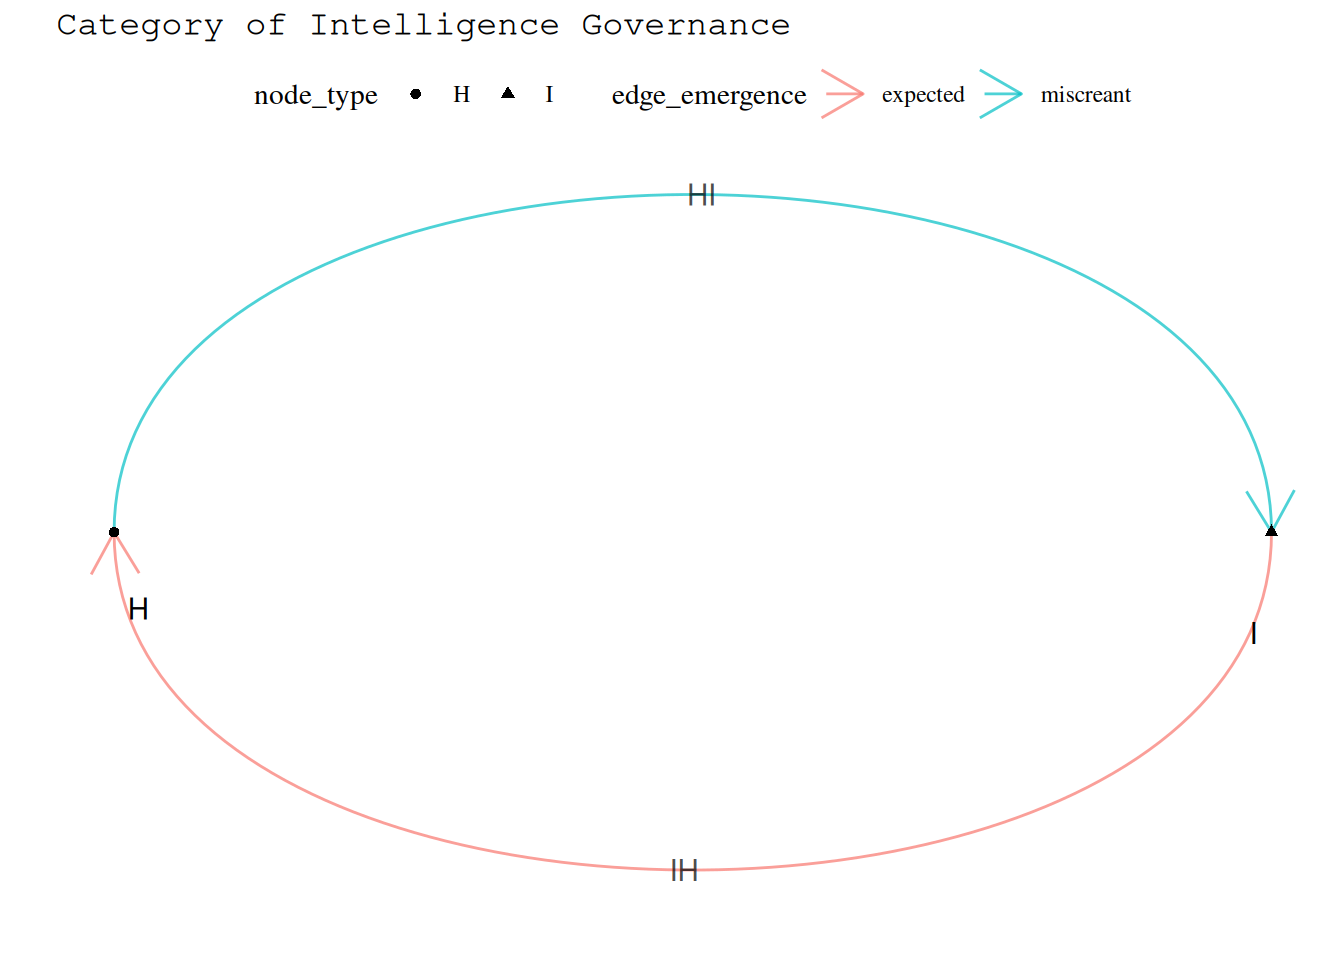 Category of Intelligence Governance
node_type H I edge_emergence expected miscreant
HI
H
I
IH